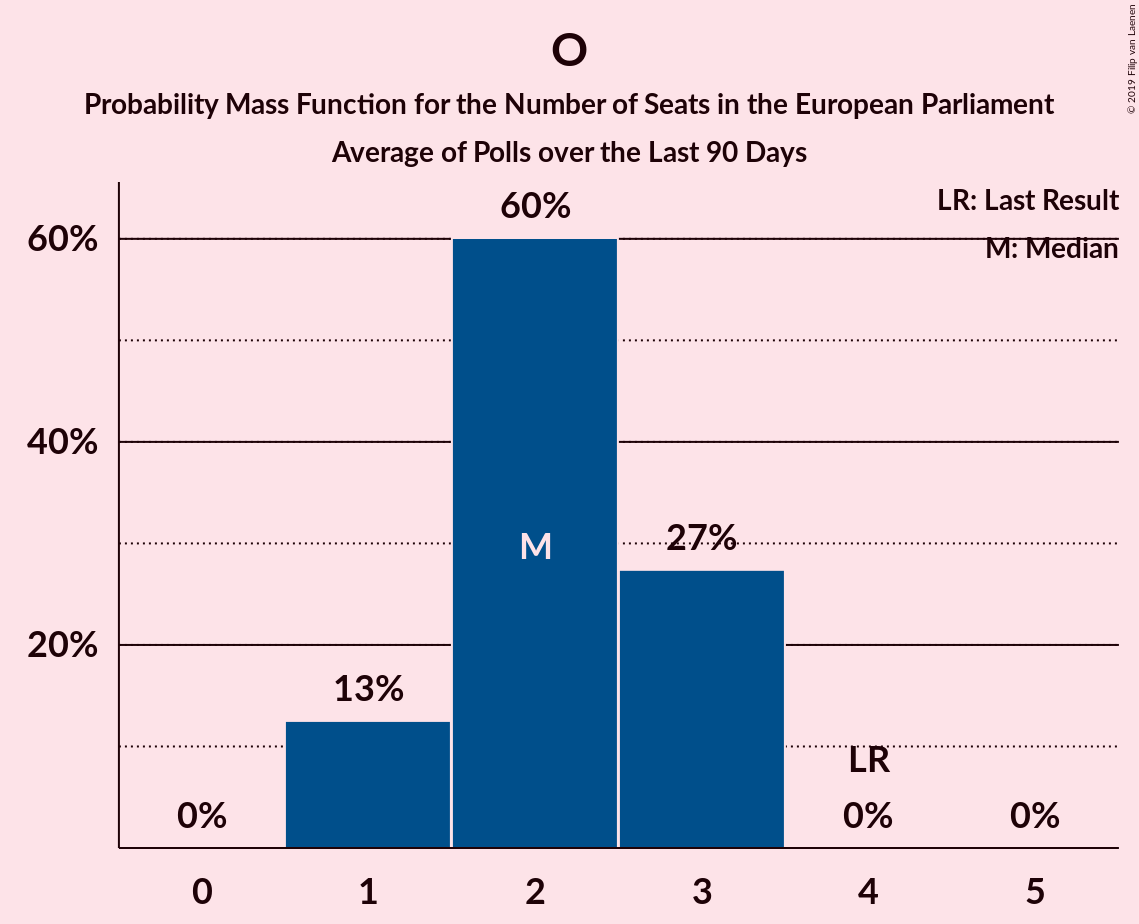 O
Probability Mass Function for the Number of Seats in the European Parliament
Average of Polls over the Last 90 Days
© 2019 Filip van Laenen
LR: Last Result
M: Median
60%
40%
20%
0%
13%
60%
M
27%
LR
0%
0%
0 1 2 3 4 5